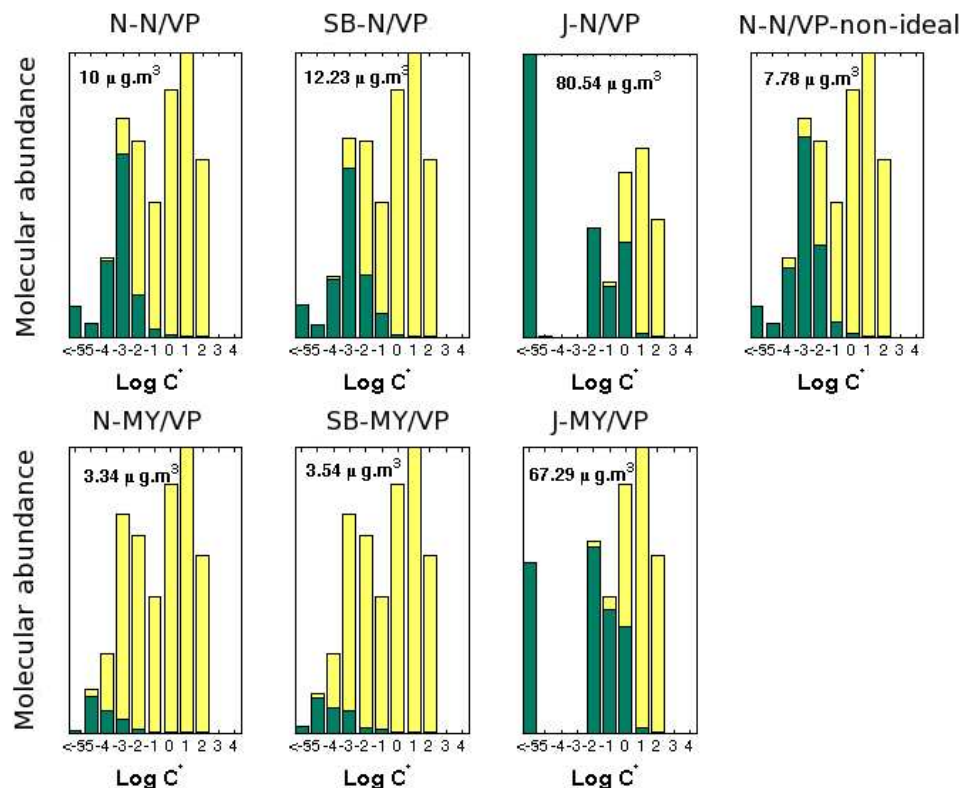 N-N/VP
SB-N/VP
J-N/VP
N-N/VP-non-ideal
10 μ g.m³
12.23 μ g.m³
80.54 μ g.m³
7.78 μ g.m³
Molecular abundance
<-55 -4 -3 -2 -1 0 1 2 3 4
<-55 -4 -3 -2 -1 0 1 2 3 4
<-55 -4 -3 -2 -1 0 1 2 3 4
<-55 -4 -3 -2 -1 0 1 2 3 4
Log C*
Log C*
Log C*
Log C*
N-MY/VP
SB-MY/VP
J-MY/VP
3.34 μ g.m³
3.54 μ g.m³
67.29 μ g.m³
Molecular abundance
<-55 -4 -3 -2 -1 0 1 2 3 4
<-55 -4 -3 -2 -1 0 1 2 3 4
<-55 -4 -3 -2 -1 0 1 2 3 4
Log C*
Log C*
Log C*